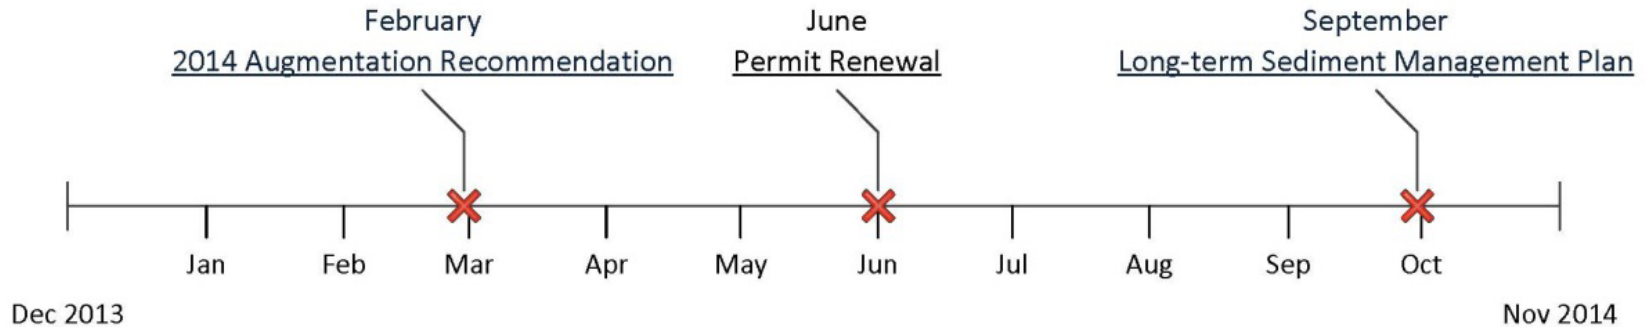 February
2014 Augmentation Recommendation
June
Permit Renewal
September
Long-term Sediment Management Plan
Jan Feb Mar Apr May Jun Jul Aug Sep Oct
Dec 2013 Nov 2014